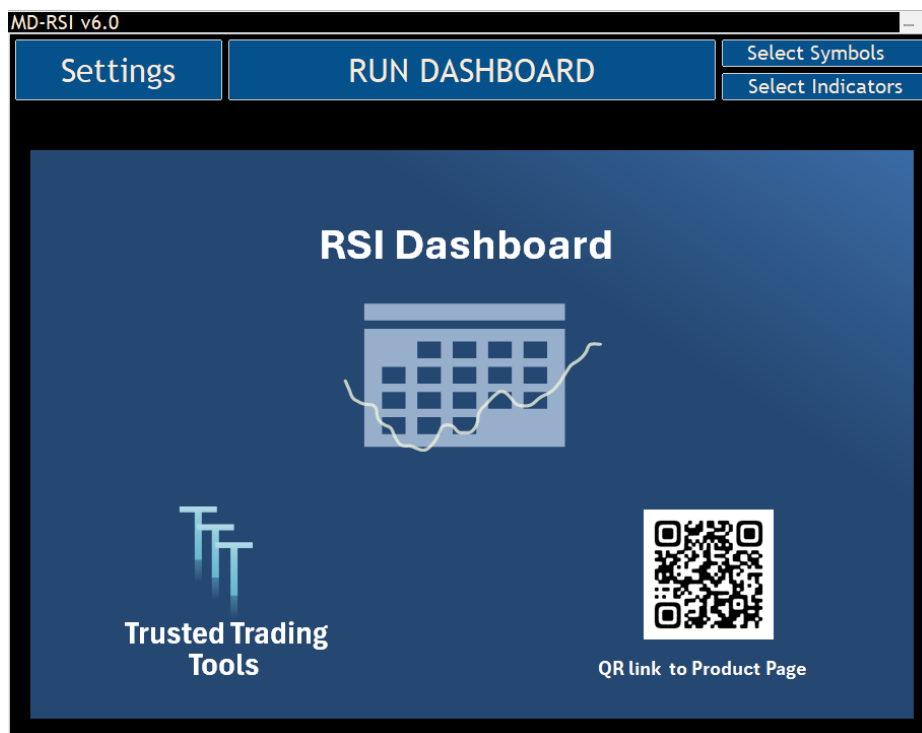 MD-RSI v6.0
Settings
RUN DASHBOARD
Select Symbols
Select Indicators
RSI Dashboard
TTT
Trusted Trading
Tools
QR link to Product Page